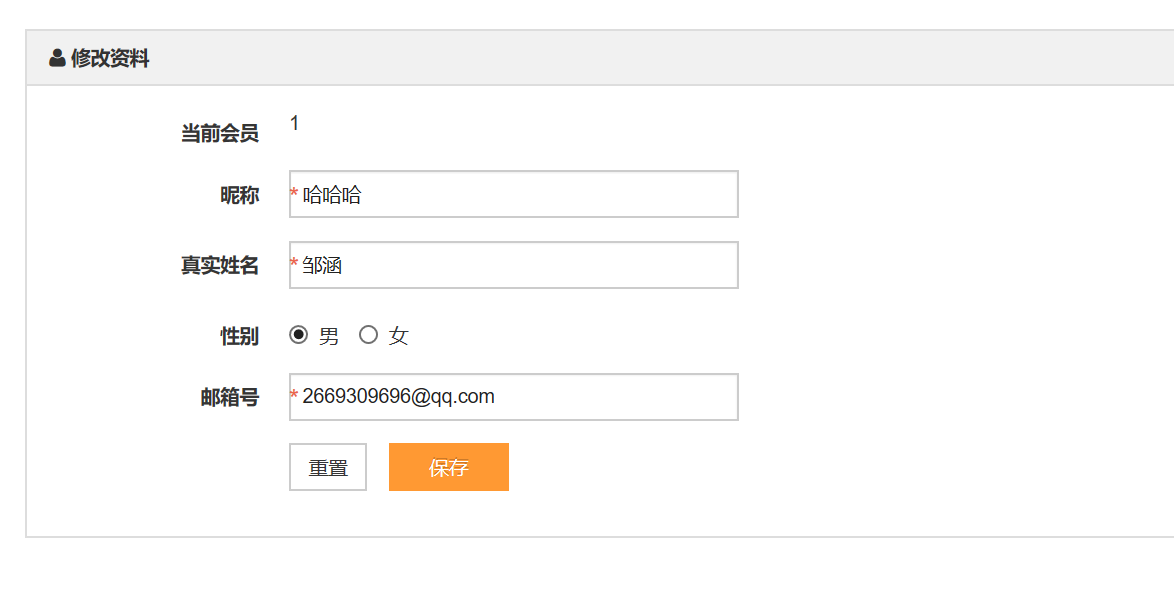 修改资料
当前会员 1
昵称 * 哈哈哈
真实姓名 * 邹涵
性别 男 女
邮箱号 * 2669309696@qq.com
重置 保存